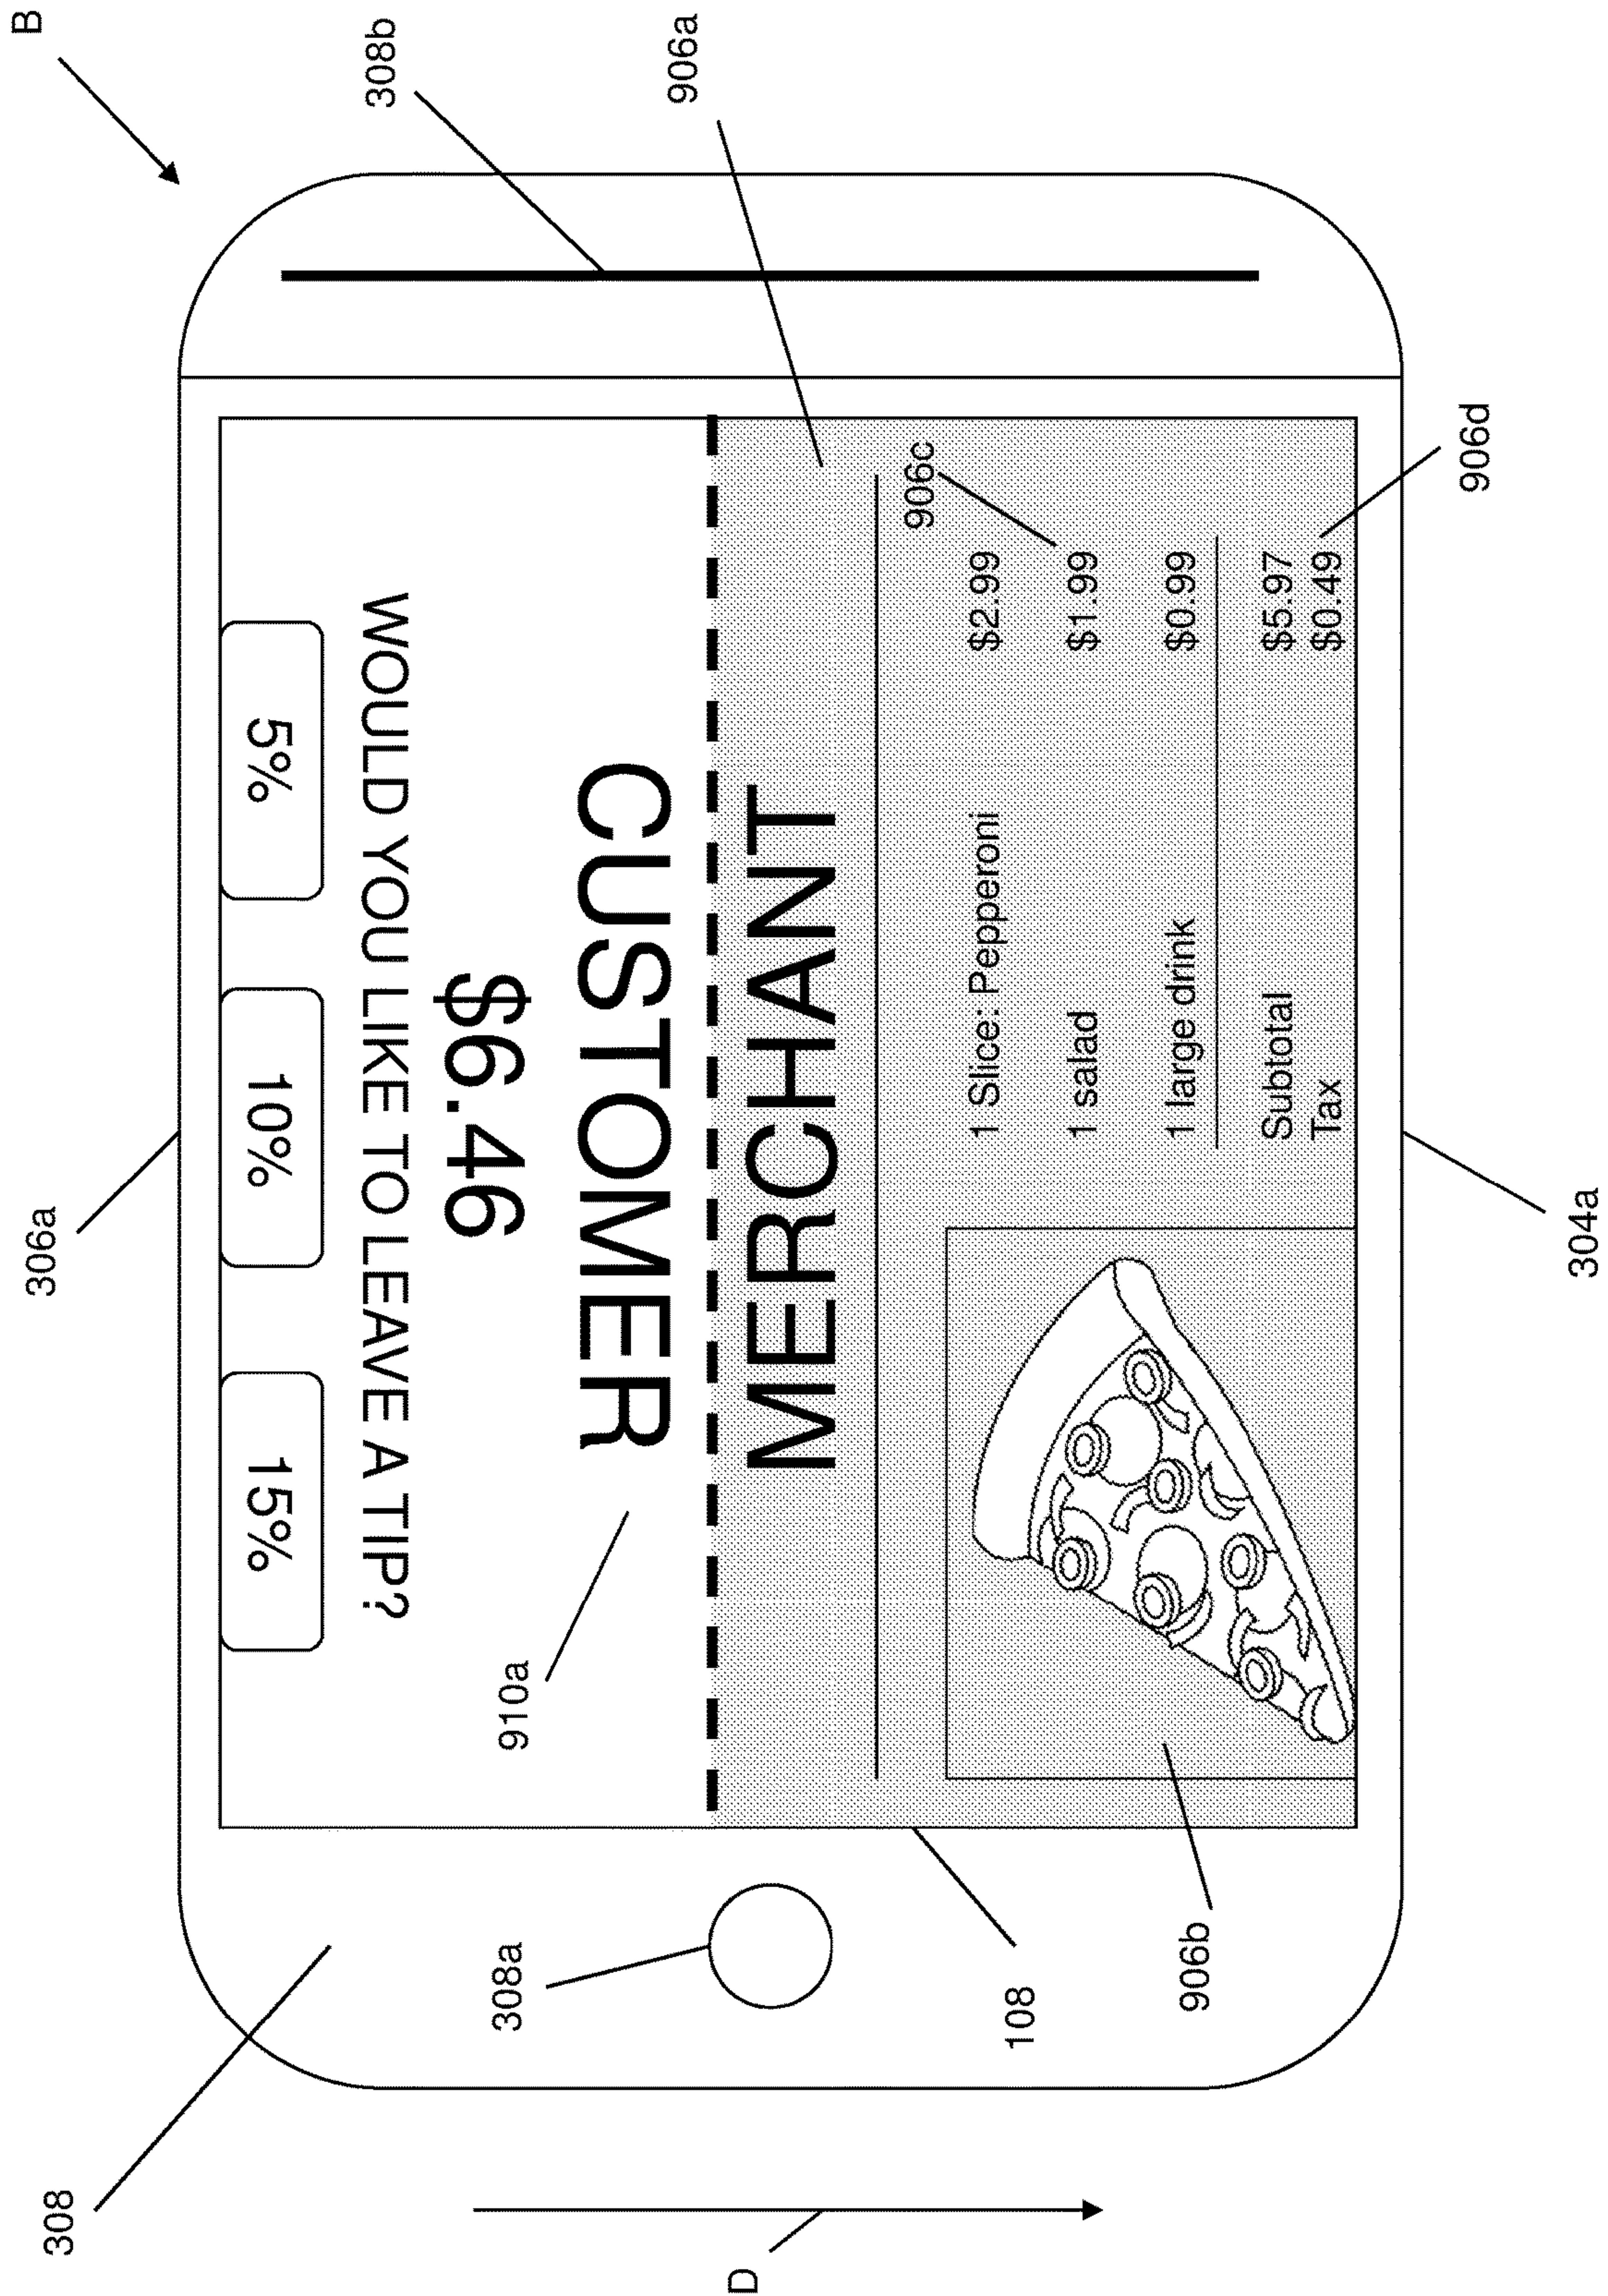 B
308b
906a
306a
5%
10%
15%
WOULD YOU LIKE TO LEAVE A TIP?
$6.46
CUSTOMER
910a
MERCHANT
906c
1 Slice: Pepperoni $2.99
1 salad $1.99
1 large drink $0.99
Subtotal $5.97
Tax $0.49
906d
304a
906b
108
308a
308
D